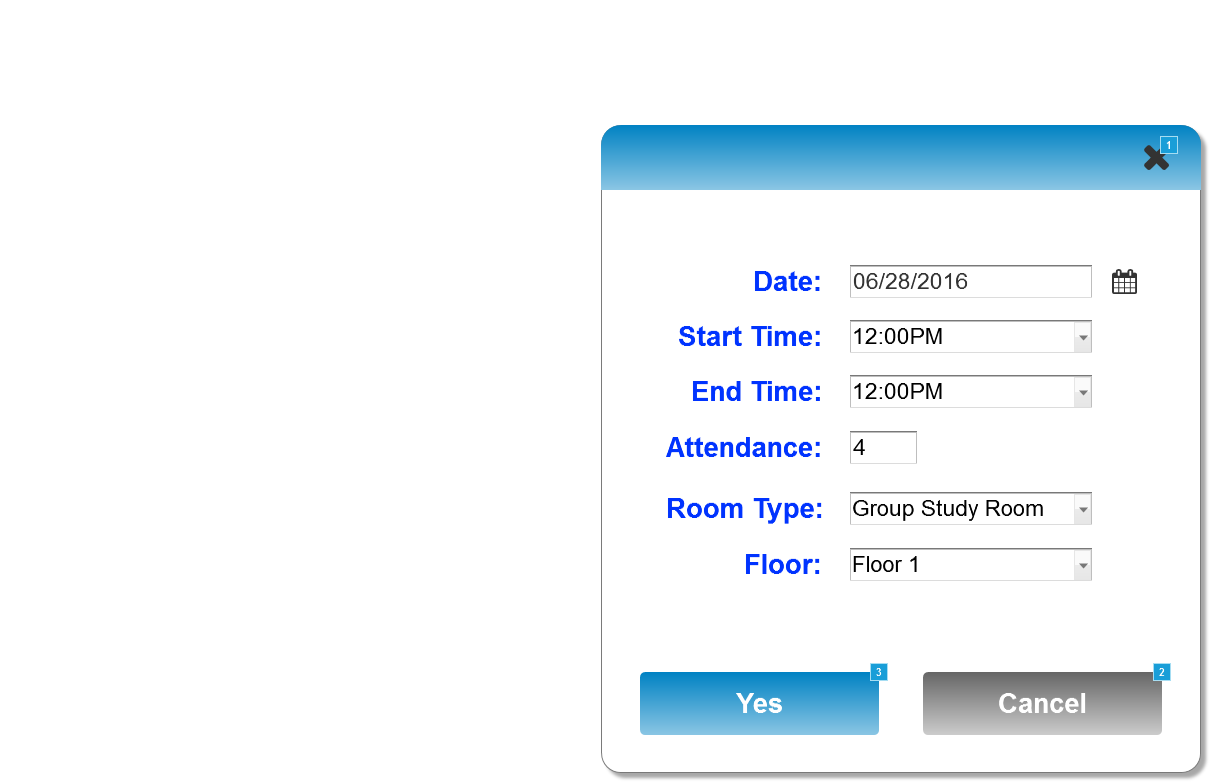 1
Date: 06/28/2016
Start Time: 12:00PM
End Time: 12:00PM
Attendance: 4
Room Type: Group Study Room
Floor: Floor 1
3 2
Yes Cancel